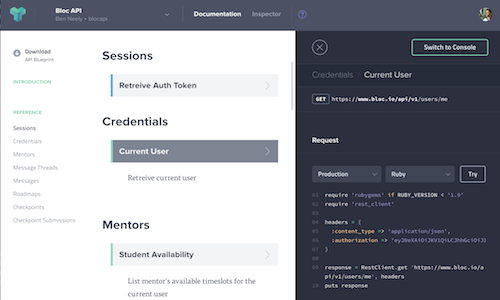 Bloc API
Ben Neely • blocapi
Documentation
Inspector
?
Download
API Blueprint
INTRODUCTION
REFERENCE
Sessions
Credentials
Mentors
Message Threads
Messages
Roadmaps
Checkpoints
Checkpoint Submissions
Sessions
Retreive Auth Token
Credentials
Current User
Retreive current user
Mentors
Student Availability
List mentor's available timeslots for the
current user
Switch to Console
Credentials Current User
GET https://www.bloc.io/api/v1/users/me
Request
Production
Ruby
Try
01 require 'rubygems' if RUBY_VERSION < '1.9'
02 require 'rest_client'
03
04 headers = {
05 :content_type => 'application/json',
06 :authorization =>
07 }
08
09 response = RestClient.get 'https://www.bloc.io/a
pi/v1/users/me', headers
10 puts response